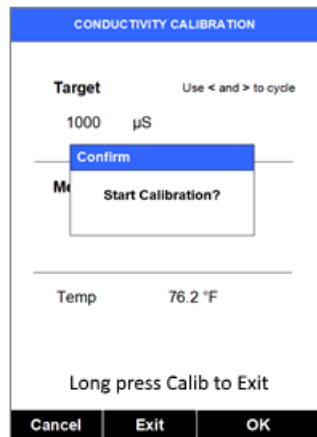 CONDUCTIVITY CALIBRATION
Target Use < and > to cycle
1000 µS
Confirm
Me
Start Calibration?
Temp 76.2 °F
Long press Calib to Exit
Cancel Exit OK